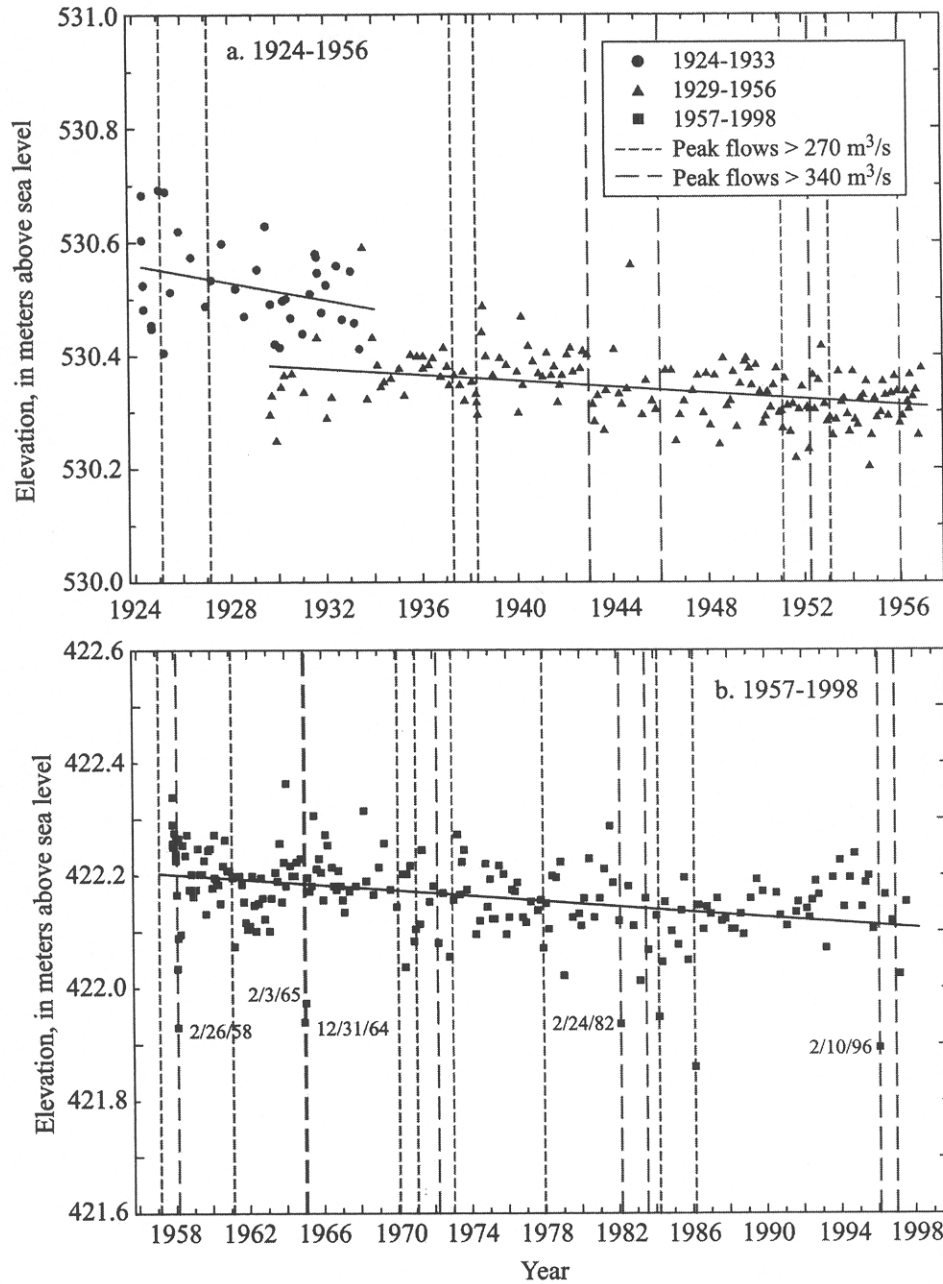 531.0
a. 1924-1956
1924-1933
1929-1956
1957-1998
Peak flows > 270 m³/s
Peak flows > 340 m³/s
530.8
530.6
530.4
530.2
530.0
Elevation, in meters above sea level
1924 1928 1932 1936 1940 1944 1948 1952 1956
422.6
b. 1957-1998
422.4
422.2
422.0
421.8
421.6
2/3/65
2/26/58
12/31/64
2/24/82
2/10/96
Elevation, in meters above sea level
1958 1962 1966 1970 1974 1978 1982 1986 1990 1994 1998
Year